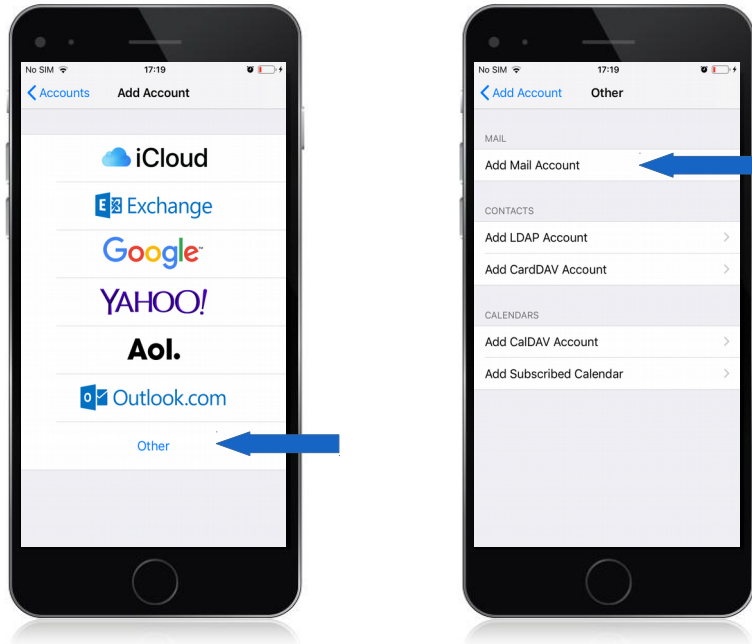 No SIM 17:19
Accounts Add Account
iCloud
E Exchange
Google
YAHOO!
Aol.
o Outlook.com
Other
No SIM 17:19
Add Account Other
MAIL
Add Mail Account
CONTACTS
Add LDAP Account
Add CardDAV Account
CALENDARS
Add CalDAV Account
Add Subscribed Calendar